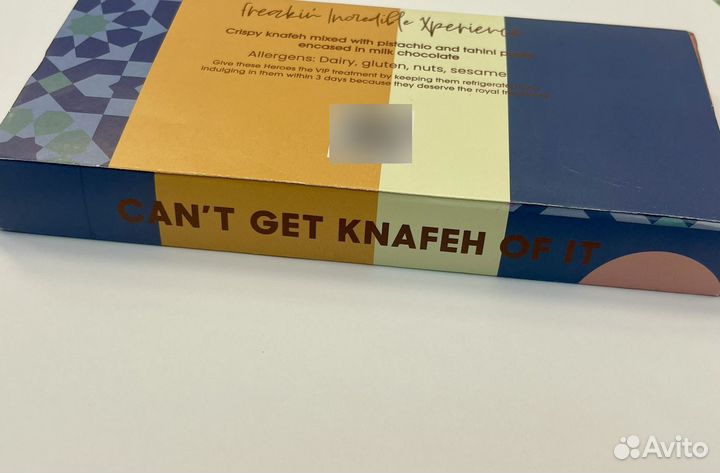 Freakin' Incredible Xperience
Crispy knafeh mixed with pistachio and tahini paste
encased in milk chocolate
Allergens: Dairy, gluten, nuts, sesame
Give these Heroes the VIP treatment by keeping them refrigerated
indulging in them within 3 days because they deserve the royal
CAN'T GET KNAFEH OF IT
Avito